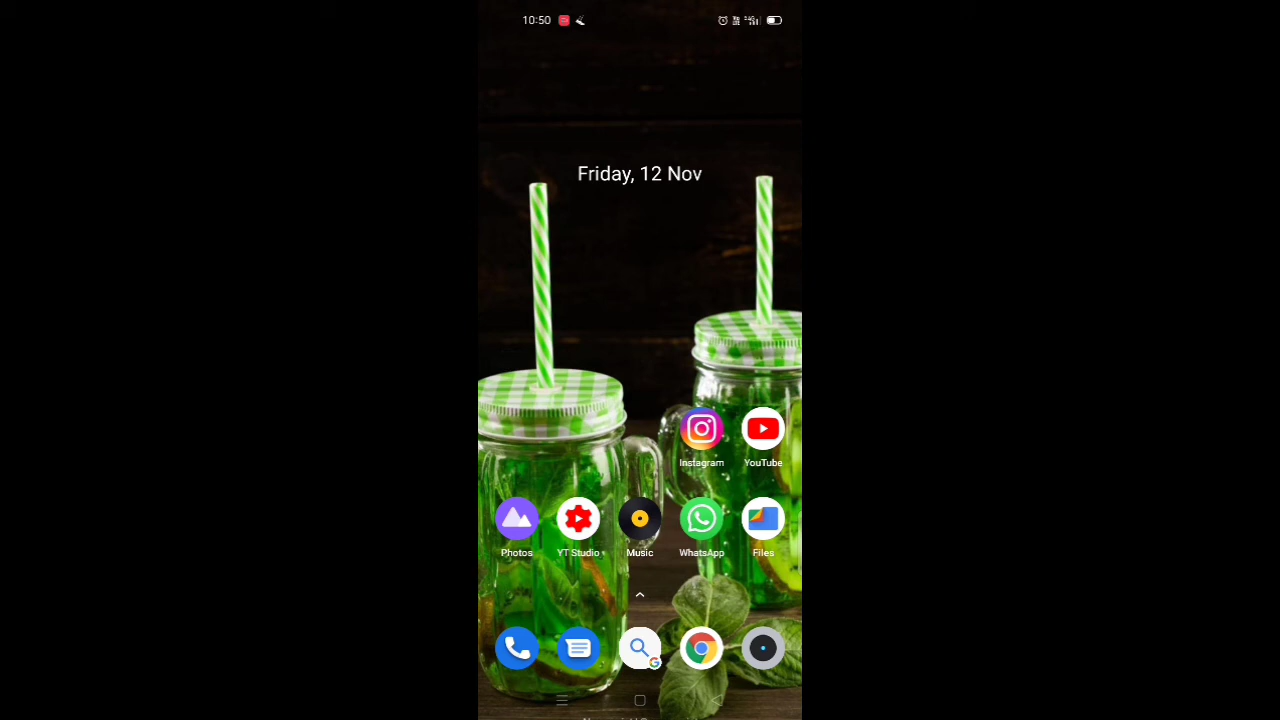 10:50
Friday, 12 Nov
Instagram
YouTube
Photos
YT Studio
Music
WhatsApp
Files